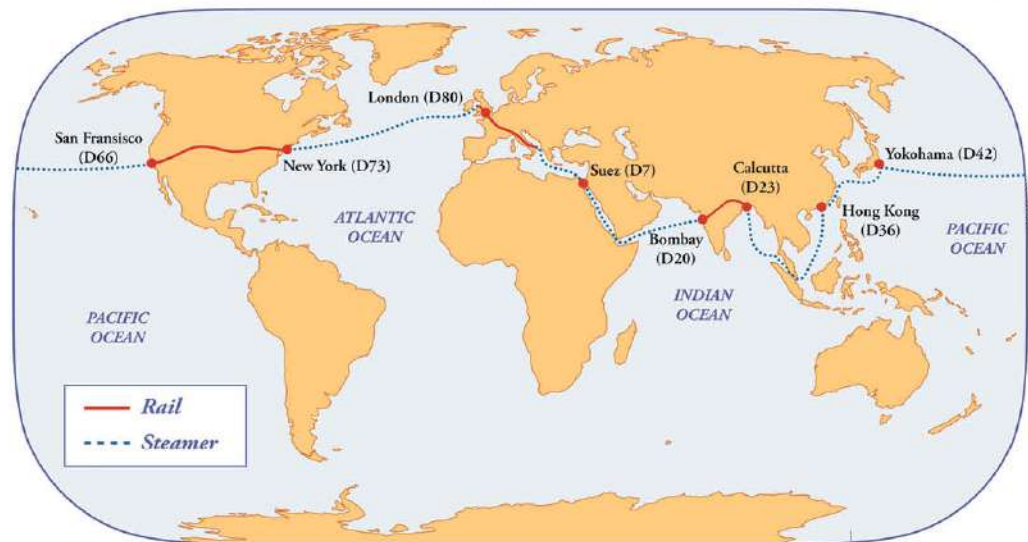 London (D80)
San Fransisco
(D66)
New York (D73)
Suez (D7)
Calcutta
(D23)
Yokohama (D42)
ATLANTIC
OCEAN
Bombay
(D20)
Hong Kong
(D36)
PACIFIC
OCEAN
INDIAN
OCEAN
PACIFIC
OCEAN
Rail
Steamer